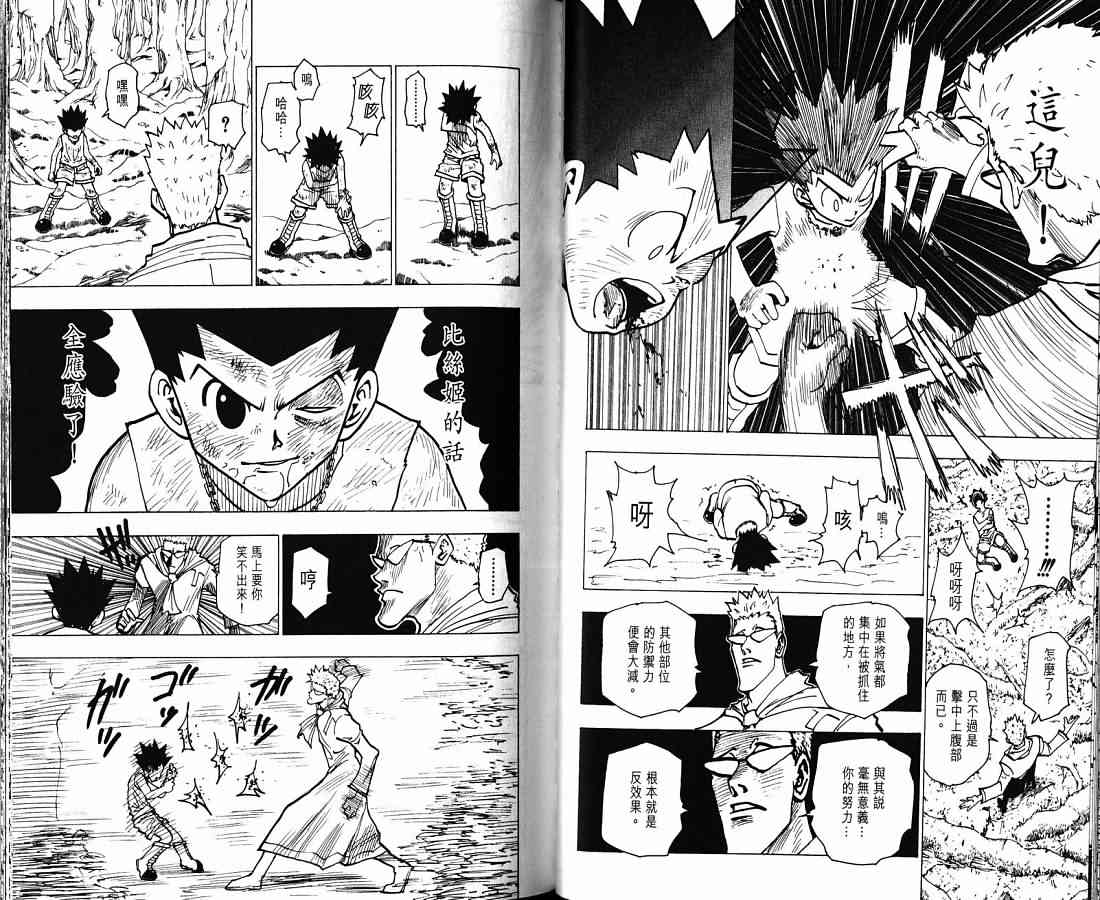 這兒！
………!!!
呀呀呀
怎麼了？
只不過是
擊中上腹部
而已。
嗚…
咳
呀
如果將氣都
集中在被抓住
的地方，
其他部位
的防禦力
便會大減。
與其說
毫無意義…
你的努力…
根本就是
反效果。
………
咳咳
嗚
哈哈…
？
嘿嘿
比絲姬的話
全應驗了！
………
哼
馬上要你
笑不出來！
ガガガッ